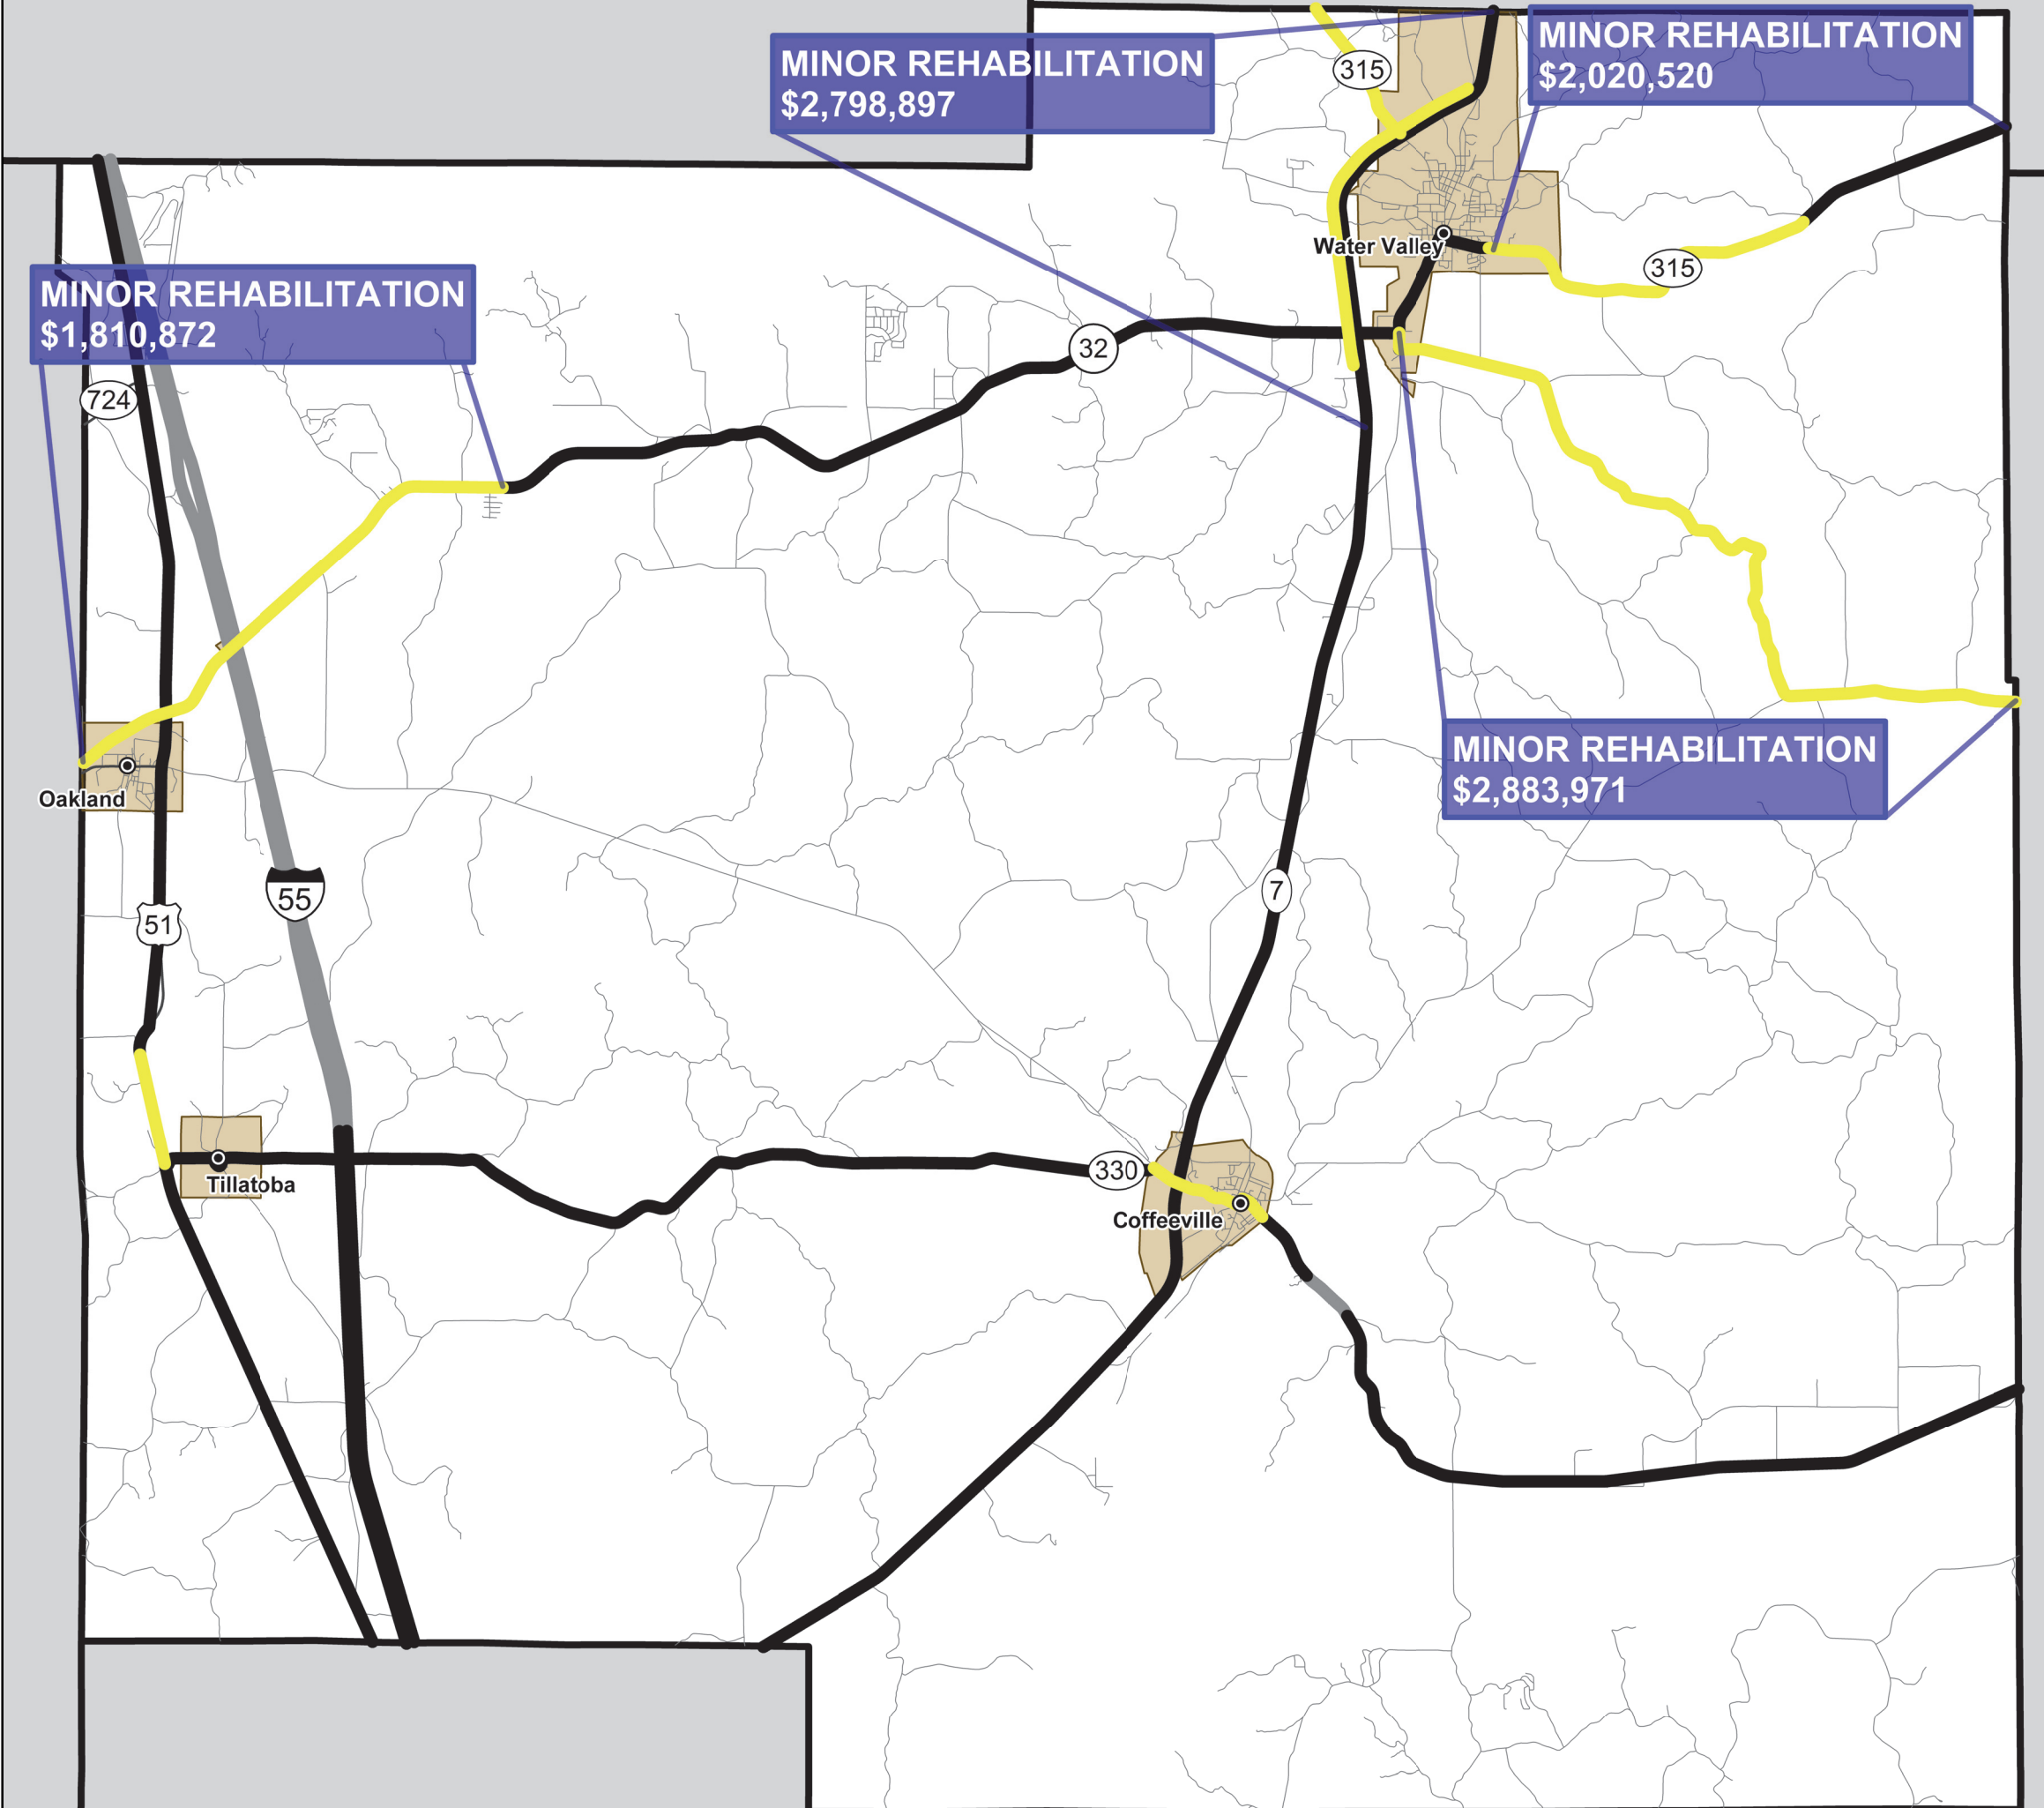 MINOR REHABILITATION
$2,798,897
MINOR REHABILITATION
$2,020,520
315
Water Valley
315
MINOR REHABILITATION
$1,810,872
32
724
MINOR REHABILITATION
$2,883,971
Oakland
55
7
51
330
Tillatoba
Coffeeville